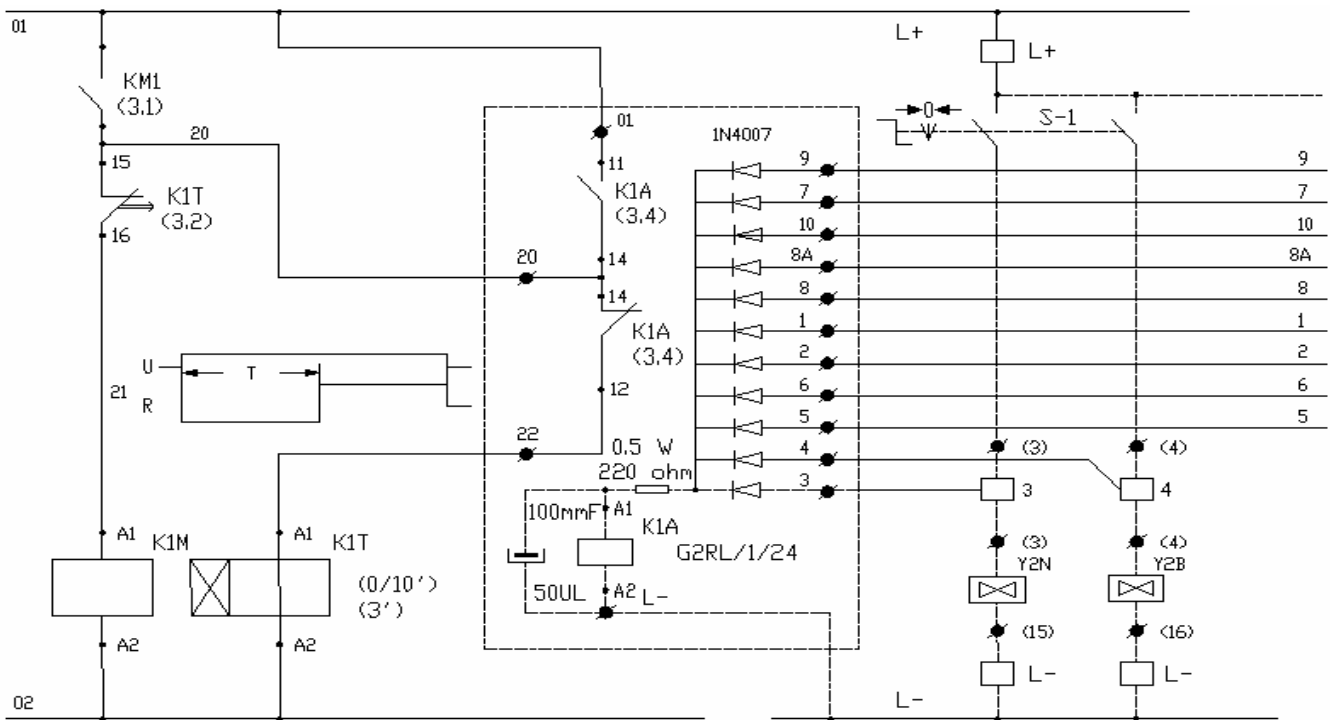 01
L+
L+
KM1
(3.1)
20
15
K1T
(3.2)
16
01
11
K1A
(3.4)
14
20
14
K1A
(3.4)
12
22
1N4007
0
S-1
9
9
7
7
10
10
8A
8A
8
8
1
1
2
2
6
6
5
5
4
3
U
T
R
21
0.5 W
220 ohm
(3)
(4)
3
4
100mmF
A1
K1A
G2RL/1/24
50UL
A2
L-
A1
K1M
A1
K1T
(0/10')
(3')
A2
A2
(3)
(4)
Y2N
Y2B
(15)
(16)
L-
L-
02
L-